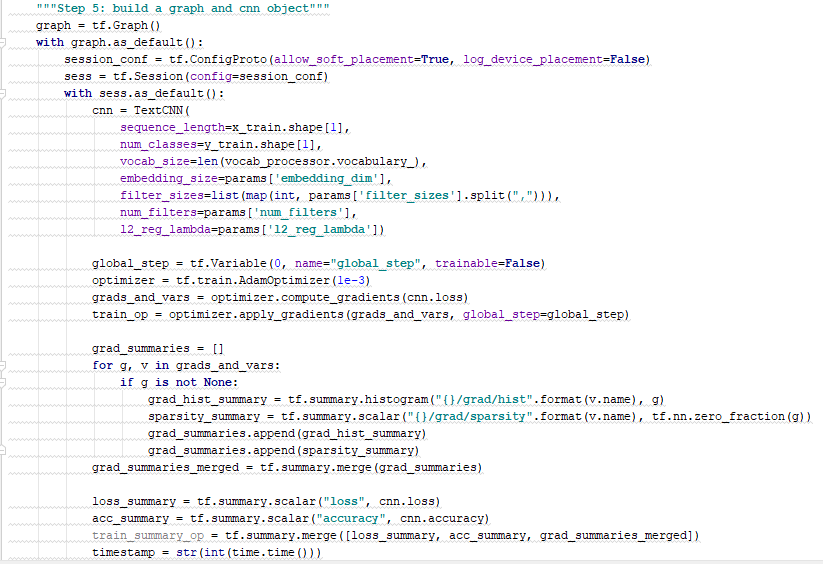 """Step 5: build a graph and cnn object"""
graph = tf.Graph()
with graph.as_default():
    session_conf = tf.ConfigProto(allow_soft_placement=True, log_device_placement=False)
    sess = tf.Session(config=session_conf)
    with sess.as_default():
        cnn = TextCNN(
            sequence_length=x_train.shape[1],
            num_classes=y_train.shape[1],
            vocab_size=len(vocab_processor.vocabulary_),
            embedding_size=params['embedding_dim'],
            filter_sizes=list(map(int, params['filter_sizes'].split(","))),
            num_filters=params['num_filters'],
            l2_reg_lambda=params['l2_reg_lambda'])

        global_step = tf.Variable(0, name="global_step", trainable=False)
        optimizer = tf.train.AdamOptimizer(1e-3)
        grads_and_vars = optimizer.compute_gradients(cnn.loss)
        train_op = optimizer.apply_gradients(grads_and_vars, global_step=global_step)

        grad_summaries = []
        for g, v in grads_and_vars:
            if g is not None:
                grad_hist_summary = tf.summary.histogram("{}/grad/hist".format(v.name), g)
                sparsity_summary = tf.summary.scalar("{}/grad/sparsity".format(v.name), tf.nn.zero_fraction(g))
                grad_summaries.append(grad_hist_summary)
                grad_summaries.append(sparsity_summary)
        grad_summaries_merged = tf.summary.merge(grad_summaries)

        loss_summary = tf.summary.scalar("loss", cnn.loss)
        acc_summary = tf.summary.scalar("accuracy", cnn.accuracy)
        train_summary_op = tf.summary.merge([loss_summary, acc_summary, grad_summaries_merged])
        timestamp = str(int(time.time()))